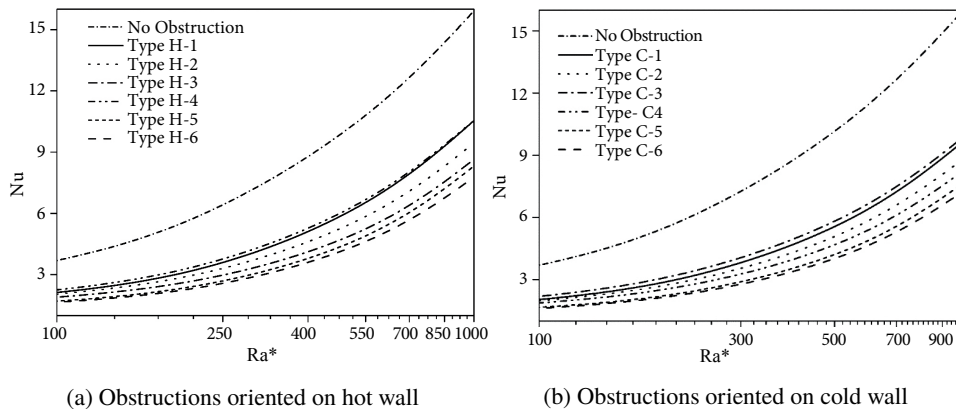 15
12
9
6
3
Nu
No Obstruction
Type H-1
Type H-2
Type H-3
Type H-4
Type H-5
Type H-6
100
250
400
550
700
850
1000
Ra*
(a) Obstructions oriented on hot wall
15
12
9
6
3
Nu
No Obstruction
Type C-1
Type C-2
Type C-3
Type- C4
Type C-5
Type C-6
100
300
500
700
900
Ra*
(b) Obstructions oriented on cold wall